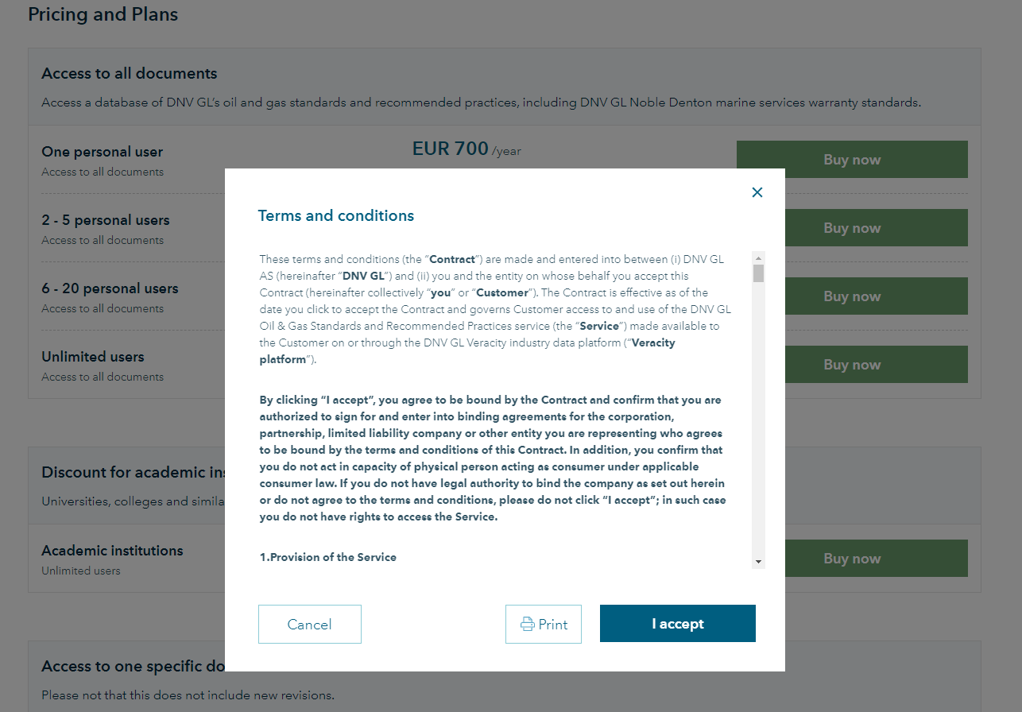 Pricing and Plans
Access to all documents
Access a database of DNV GL's oil and gas standards and recommended practices, including DNV GL Noble Denton marine services warranty standards.
One personal user
EUR 700 /year
Buy now
Access to all documents
2 - 5 personal users
Buy now
Access to all documents
6 - 20 personal users
Buy now
Access to all documents
Unlimited users
Buy now
Access to all documents
Discount for academic
Universities, colleges and
Academic institutions
Buy now
Unlimited users
Access to one specific
Please not that this does not include new revisions.
Terms and conditions
These terms and conditions (the “Contract”) are made and entered into between (i) DNV GL
AS (hereinafter “DNV GL”) and (ii) you and the entity on whose behalf you accept this
Contract (hereinafter collectively “you” or “Customer”). The Contract is effective as of the
date you click to accept the Contract and governs Customer access to and use of the DNV GL
Oil & Gas Standards and Recommended Practices service (the “Service”) made available to
the Customer on or through the DNV GL Veracity industry data platform (“Veracity
platform”).
By clicking “I accept”, you agree to be bound by the Contract and confirm that you are
authorized to sign for and enter into binding agreements for the corporation,
partnership, limited liability company or other entity you are representing who agrees
to be bound by the terms and conditions of this Contract. In addition, you confirm that
you do not act in capacity of physical person acting as consumer under applicable
consumer law. If you do not have legal authority to bind the company as set out herein
or do not agree to the terms and conditions, please do not click “I accept”; in such case
you do not have rights to access the Service.
1.Provision of the Service
Cancel
Print
I accept